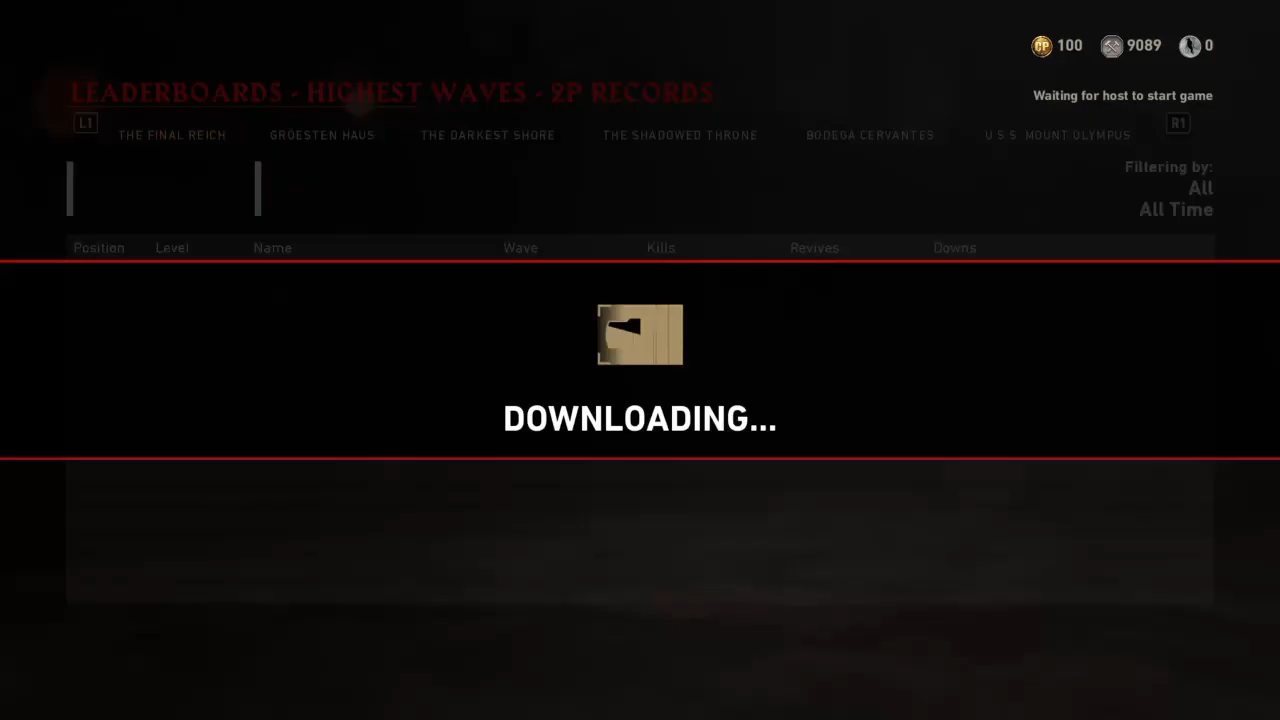 CP 100 9089 0
LEADERBOARDS - HIGHEST WAVES - 2P RECORDS
Waiting for host to start game
L1 THE FINAL REICH GRÖESTEN HAUS THE DARKEST SHORE THE SHADOWED THRONE BODEGA CERVANTES U.S.S. MOUNT OLYMPUS R1
Filtering by:
All
All Time
Position Level Name Wave Kills Revives Downs
DOWNLOADING...